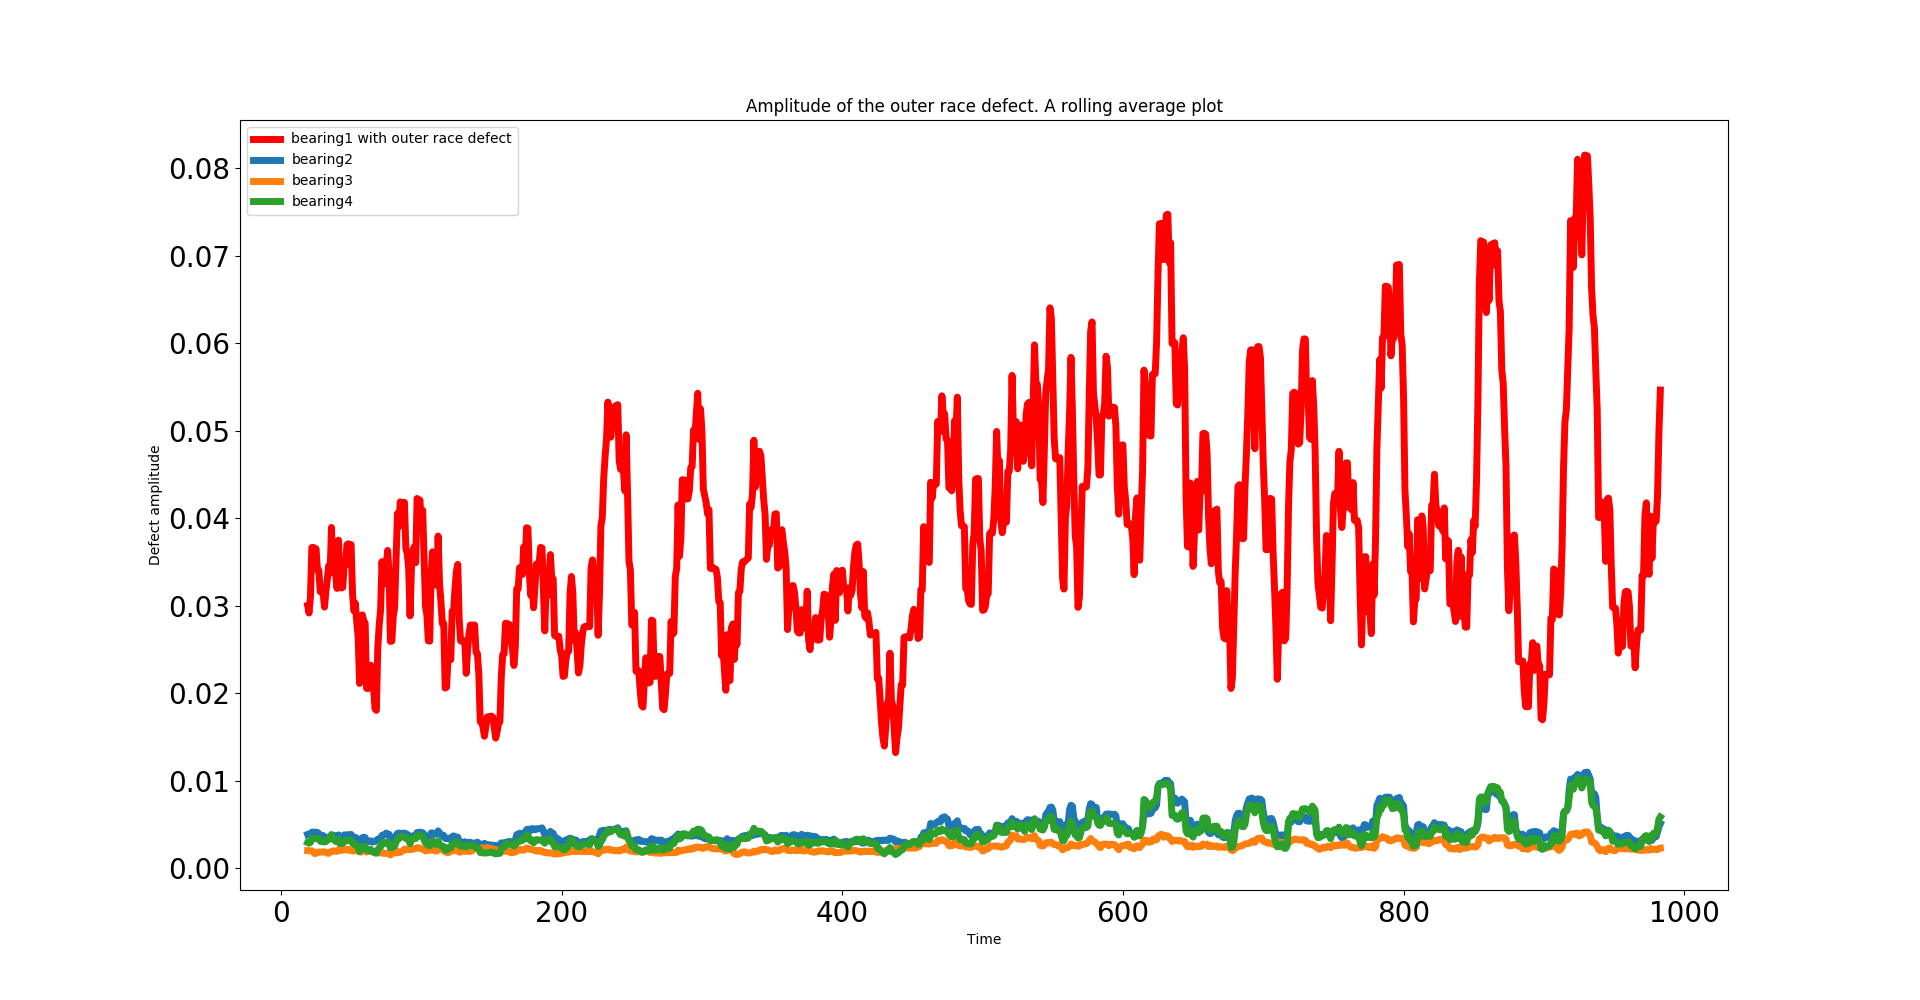 Amplitude of the outer race defect. A rolling average plot
bearing1 with outer race defect
bearing2
bearing3
bearing4
0.08
0.07
0.06
0.05
0.04
0.03
0.02
0.01
0.00
Defect amplitude
0 200 400 600 800 1000
Time